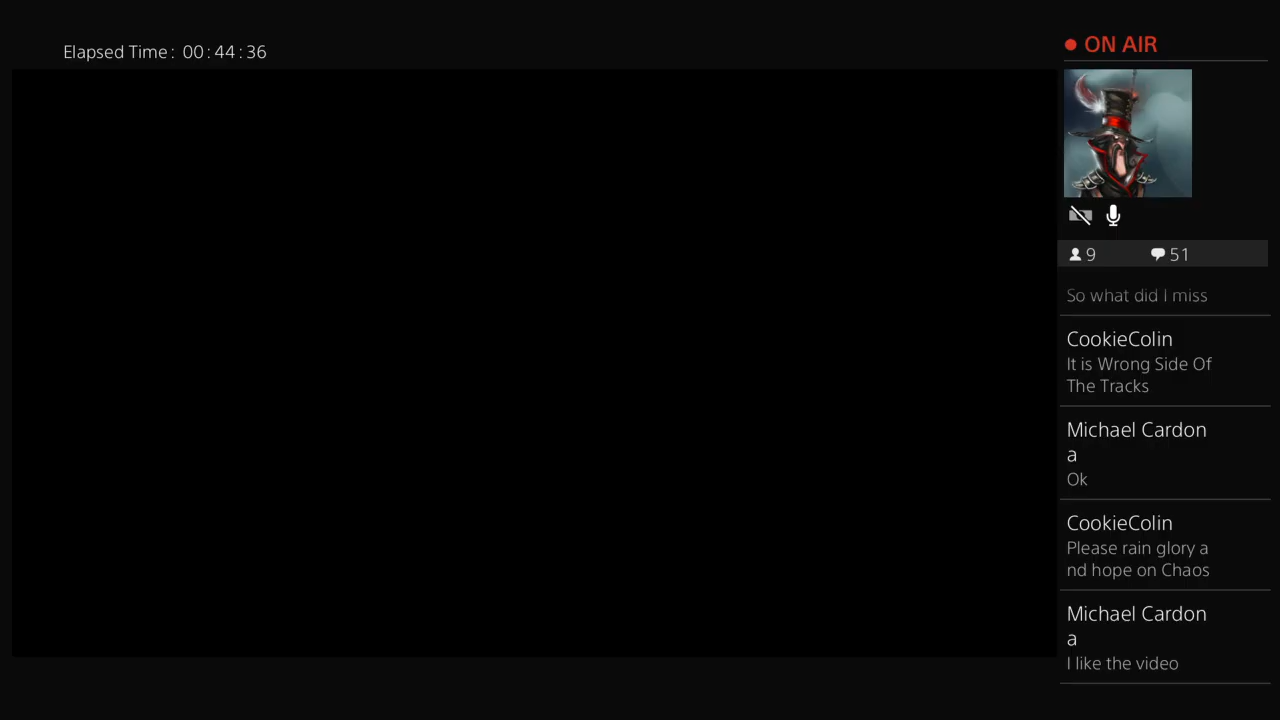 Elapsed Time: 00:44:36
ON AIR
9 51
So what did I miss
CookieColin
It is Wrong Side Of
The Tracks
Michael Cardon
a
Ok
CookieColin
Please rain glory a
nd hope on Chaos
Michael Cardon
a
I like the video